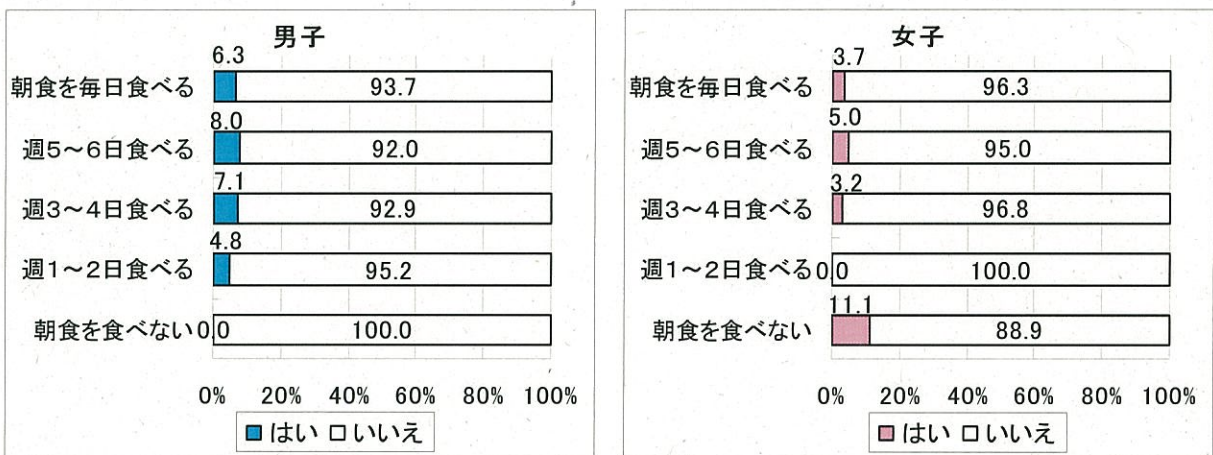 男子
朝食を毎日食べる 6.3 93.7
週5～6日食べる 8.0 92.0
週3～4日食べる 7.1 92.9
週1～2日食べる 4.8 95.2
朝食を食べない 0.0 100.0
0% 20% 40% 60% 80% 100%
はい いいえ
女子
朝食を毎日食べる 3.7 96.3
週5～6日食べる 5.0 95.0
週3～4日食べる 3.2 96.8
週1～2日食べる 0.0 100.0
朝食を食べない 11.1 88.9
0% 20% 40% 60% 80% 100%
はい いいえ